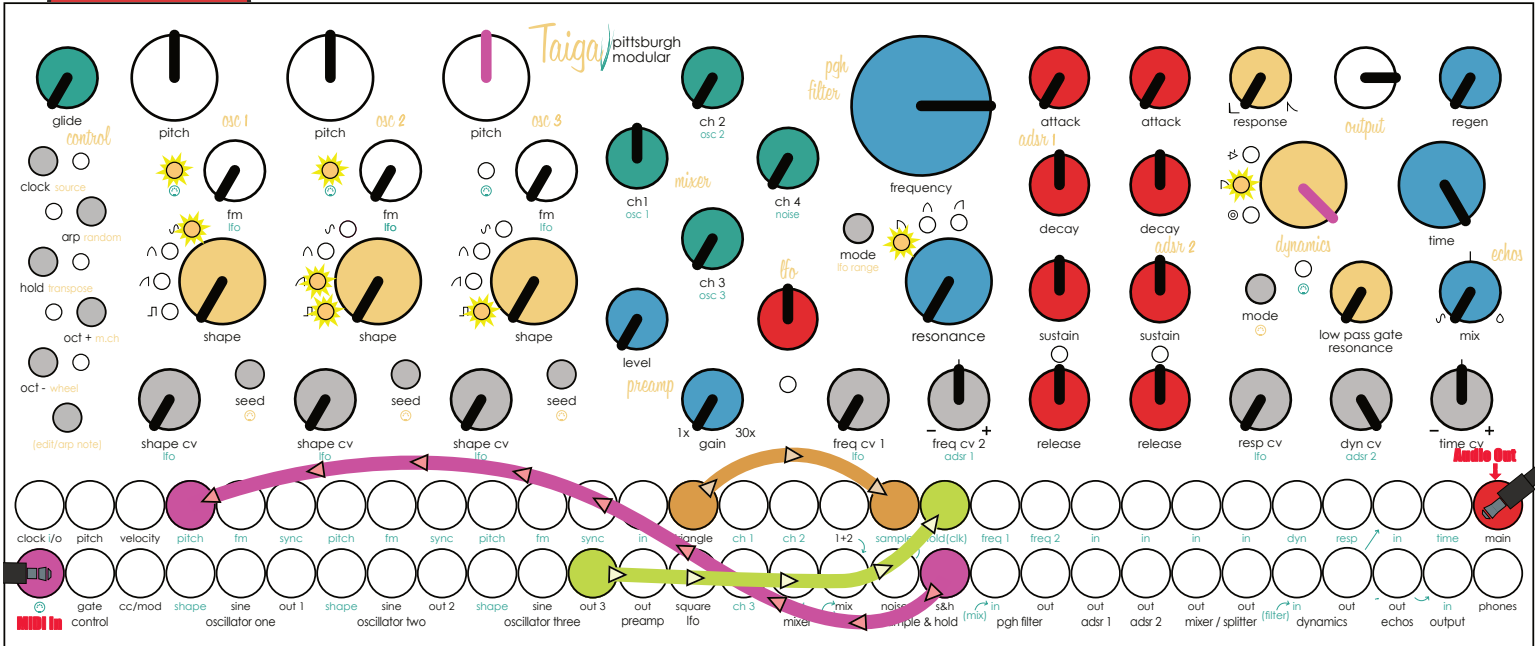 Taiga pittsburgh modular
glide
control
clock source
arp random
hold transpose
oct + m.ch
oct - wheel
(edit/arp note)
pitch
osc 1
fm
lfo
shape
seed
shape cv
lfo
pitch
osc 2
fm
lfo
shape
seed
shape cv
lfo
pitch
osc 3
fm
lfo
shape
seed
shape cv
lfo
ch 2
osc 2
ch1
osc 1
mixer
ch 4
noise
ch 3
osc 3
lfo
level
preamp
1x
30x
gain
pgh filter
frequency
mode
lfo range
resonance
freq cv 1
lfo
- +
freq cv 2
adsr 1
adsr 1
attack
decay
sustain
release
attack
decay
adsr 2
sustain
release
response
output
dynamics
mode
low pass gate
resonance
resp cv
lfo
dyn cv
adsr 2
regen
time
echos
mix
- +
time cv
Audio Out
clock i/o pitch velocity pitch fm sync pitch fm sync pitch fm sync in triangle ch 1 ch 2 1+2 sample hold(clk) freq 1 freq 2 in in in in dyn resp in time main
gate cc/mod shape sine out 1 shape sine out 2 shape sine out 3 out square ch 3 mix noise s&h (mix) in out out out out out (filter) in out out in phones
MIDI In control oscillator one oscillator two oscillator three preamp lfo mixer sample & hold pgh filter adsr 1 adsr 2 mixer / splitter dynamics echos output